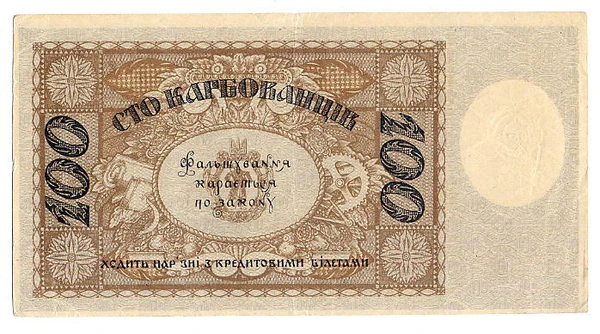 СТО КАРБОВАНЦІВ
100
100
Фальшування
карається
по закону
ХОДИТЬ НАРІВНІ З КРЕДИТОВИМИ БІЛЕТАМИ